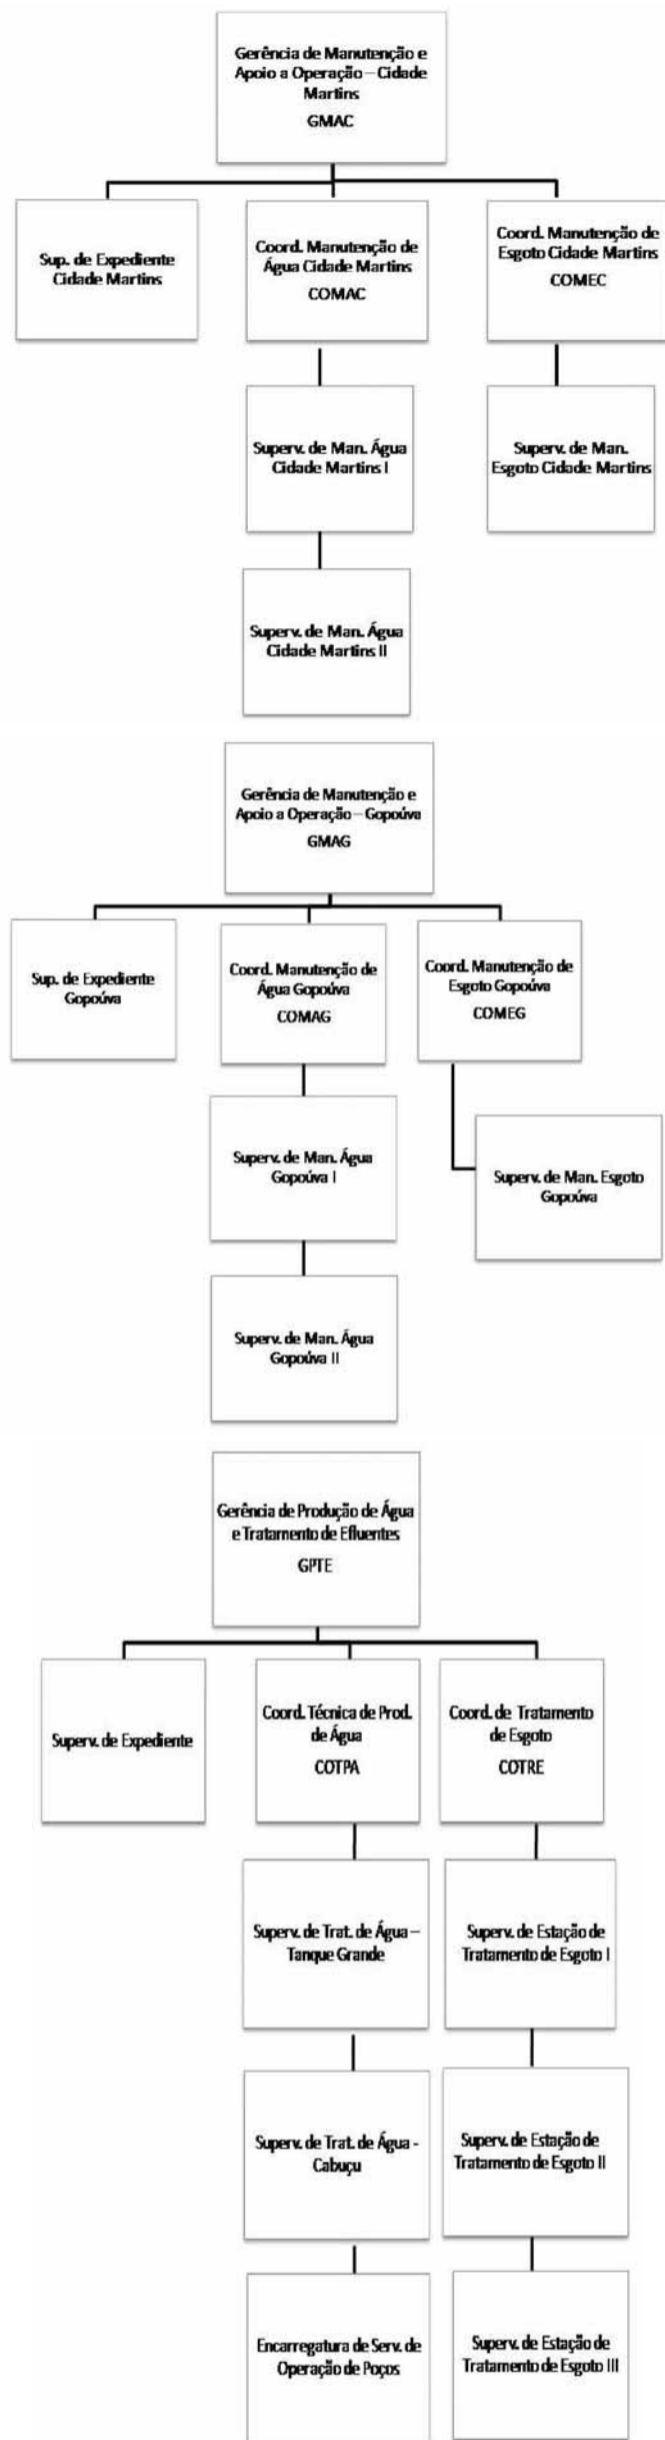 Gerência de Manutenção e
Apoio a Operação – Cidade
Martins
GMAC
Sup. de Expediente
Cidade Martins
Coord. Manutenção de
Água Cidade Martins
COMAC
Coord. Manutenção de
Esgoto Cidade Martins
COMEC
Superv. de Man. Água
Cidade Martins I
Superv. de Man.
Esgoto Cidade Martins
Superv. de Man. Água
Cidade Martins II
Gerência de Manutenção e
Apoio a Operação – Gopoúva
GMAG
Sup. de Expediente
Gopoúva
Coord. Manutenção de
Água Gopoúva
COMAG
Coord. Manutenção de
Esgoto Gopoúva
COMEG
Superv. de Man. Água
Gopoúva I
Superv. de Man. Esgoto
Gopoúva
Superv. de Man. Água
Gopoúva II
Gerência de Produção de Água
e Tratamento de Efluentes
GPTE
Superv. de Expediente
Coord. Técnica de Prod.
de Água
COTPA
Coord. de Tratamento
de Esgoto
COTRE
Superv. de Trat. de Água –
Tanque Grande
Superv. de Estação de
Tratamento de Esgoto I
Superv. de Trat. de Água -
Cabuçu
Superv. de Estação de
Tratamento de Esgoto II
Encarregatura de Serv. de
Operação de Poços
Superv. de Estação de
Tratamento de Esgoto III